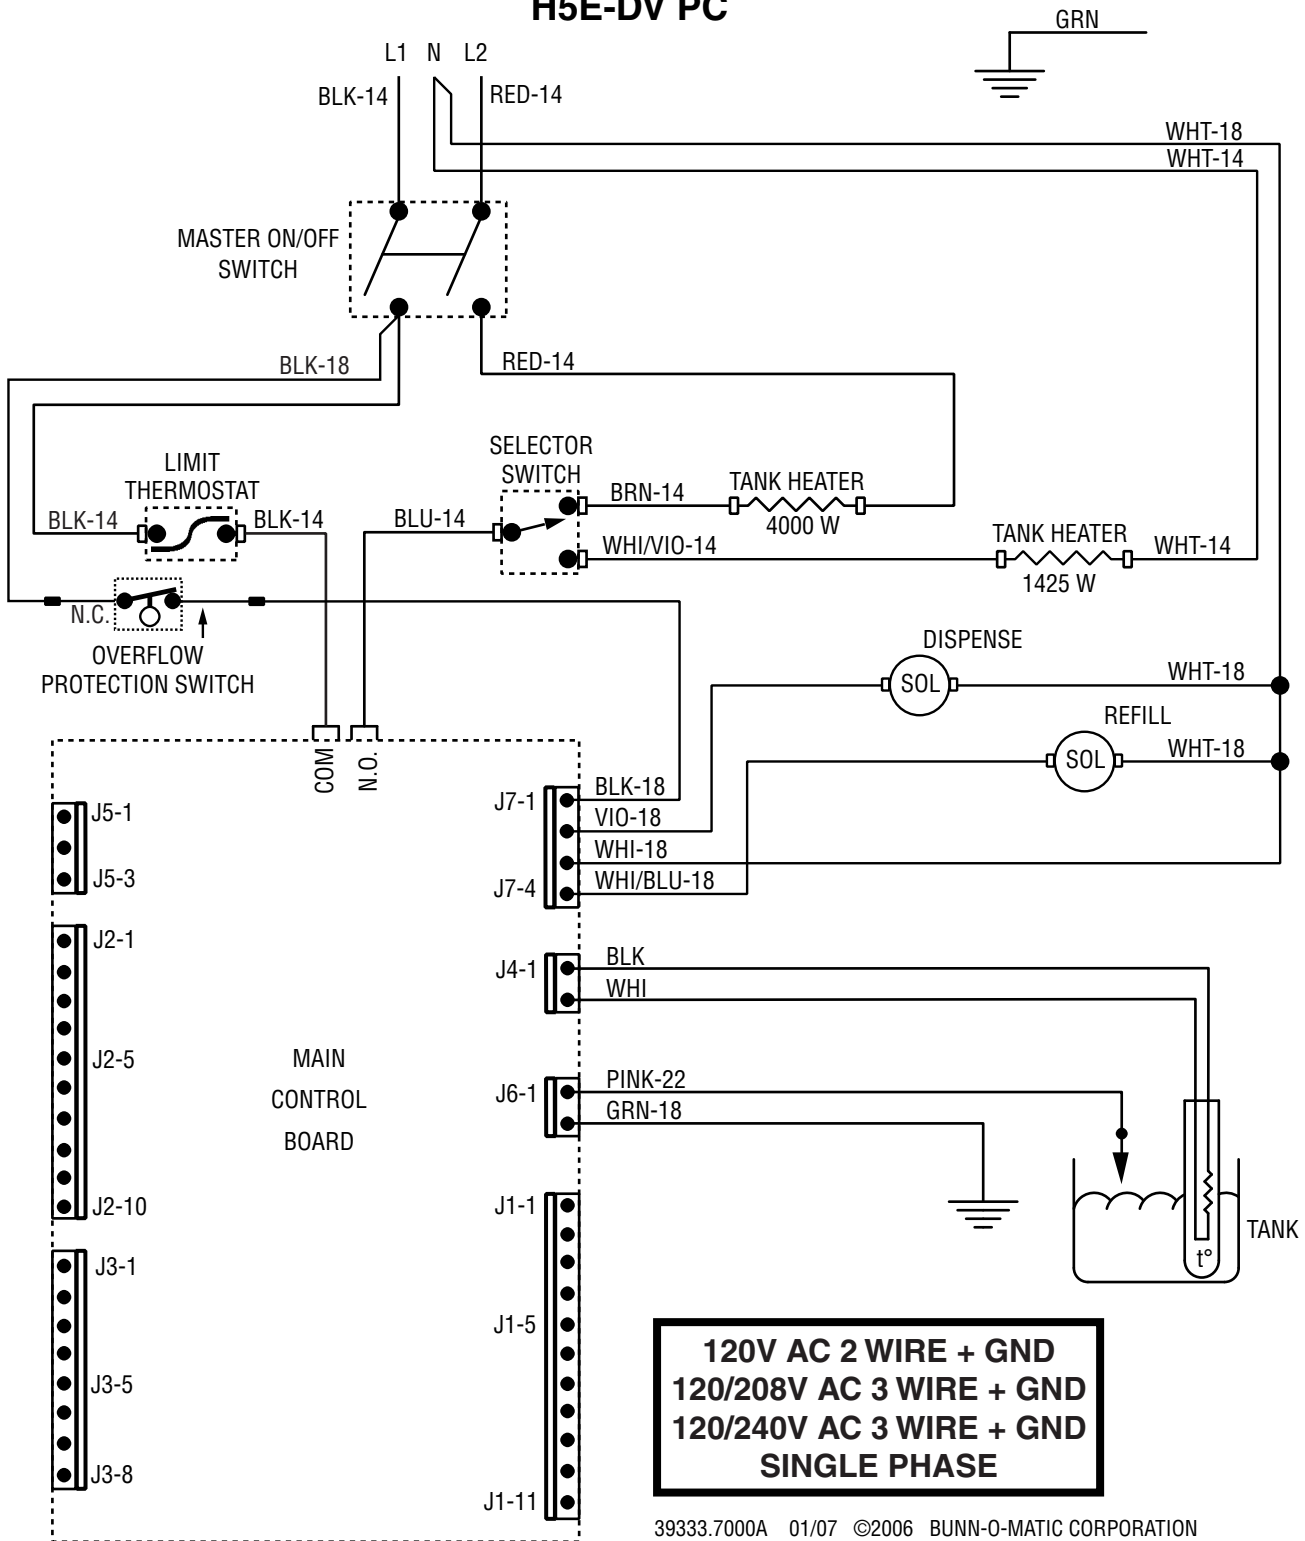 H5E-DV PC
GRN
L1 N L2
BLK-14
RED-14
WHT-18
WHT-14
MASTER ON/OFF
SWITCH
BLK-18
RED-14
SELECTOR
SWITCH
LIMIT
THERMOSTAT
BLK-14
BLK-14
BLU-14
BRN-14
TANK HEATER
4000 W
WHI/VIO-14
TANK HEATER
1425 W
WHT-14
N.C.
OVERFLOW
PROTECTION SWITCH
DISPENSE
SOL
WHT-18
REFILL
SOL
WHT-18
COM
N.O.
J5-1
J5-3
J7-1
BLK-18
VIO-18
WHI-18
J7-4
WHI/BLU-18
J2-1
J2-5
J2-10
J4-1
BLK
WHI
MAIN
CONTROL
BOARD
J6-1
PINK-22
GRN-18
J3-1
J3-5
J3-8
J1-1
J1-5
J1-11
t°
TANK
120V AC 2 WIRE + GND
120/208V AC 3 WIRE + GND
120/240V AC 3 WIRE + GND
SINGLE PHASE
39333.7000A 01/07 ©2006 BUNN-O-MATIC CORPORATION